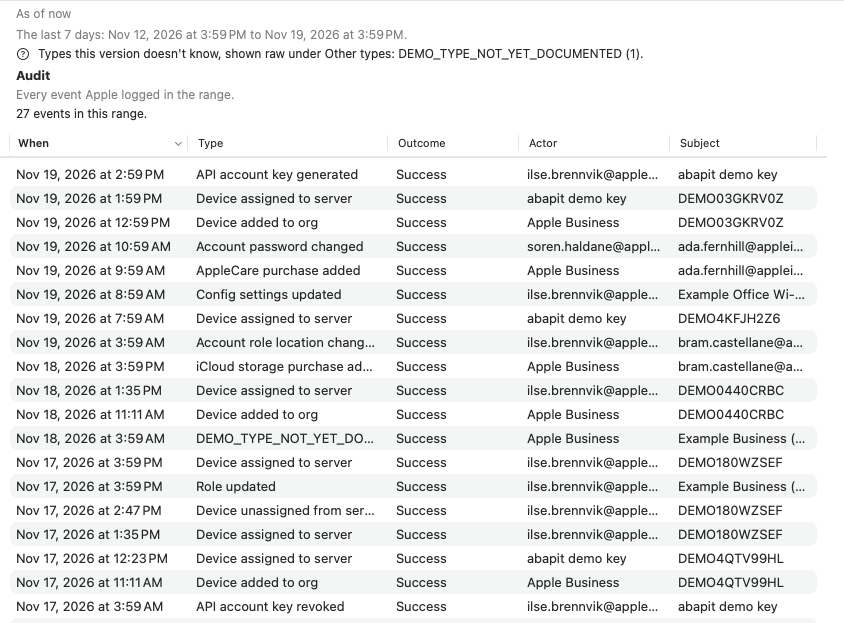 As of now
The last 7 days: Nov 12, 2026 at 3:59 PM to Nov 19, 2026 at 3:59 PM.
Types this version doesn't know, shown raw under Other types: DEMO_TYPE_NOT_YET_DOCUMENTED (1).
Audit
Every event Apple logged in the range.
27 events in this range.
When Type Outcome Actor Subject
Nov 19, 2026 at 2:59 PM API account key generated Success ilse.brennvik@apple... abapit demo key
Nov 19, 2026 at 1:59 PM Device assigned to server Success abapit demo key DEMO03GKRV0Z
Nov 19, 2026 at 12:59 PM Device added to org Success Apple Business DEMO03GKRV0Z
Nov 19, 2026 at 10:59 AM Account password changed Success soren.haldane@appl... ada.fernhill@applei...
Nov 19, 2026 at 9:59 AM AppleCare purchase added Success Apple Business ada.fernhill@applei...
Nov 19, 2026 at 8:59 AM Config settings updated Success ilse.brennvik@apple... Example Office Wi-...
Nov 19, 2026 at 7:59 AM Device assigned to server Success abapit demo key DEMO4KFJH2Z6
Nov 19, 2026 at 3:59 AM Account role location chang... Success ilse.brennvik@apple... bram.castellane@a...
Nov 18, 2026 at 3:59 PM iCloud storage purchase ad... Success Apple Business bram.castellane@a...
Nov 18, 2026 at 1:35 PM Device assigned to server Success ilse.brennvik@apple... DEMO0440CRBC
Nov 18, 2026 at 11:11 AM Device added to org Success Apple Business DEMO0440CRBC
Nov 18, 2026 at 3:59 AM DEMO_TYPE_NOT_YET_DO... Success Apple Business Example Business (...
Nov 17, 2026 at 3:59 PM Device assigned to server Success ilse.brennvik@apple... DEMO180WZSEF
Nov 17, 2026 at 3:59 PM Role updated Success ilse.brennvik@apple... Example Business (...
Nov 17, 2026 at 2:47 PM Device unassigned from ser... Success ilse.brennvik@apple... DEMO180WZSEF
Nov 17, 2026 at 1:35 PM Device assigned to server Success ilse.brennvik@apple... DEMO180WZSEF
Nov 17, 2026 at 12:23 PM Device assigned to server Success abapit demo key DEMO4QTV99HL
Nov 17, 2026 at 11:11 AM Device added to org Success Apple Business DEMO4QTV99HL
Nov 17, 2026 at 3:59 AM API account key revoked Success ilse.brennvik@apple... abapit demo key